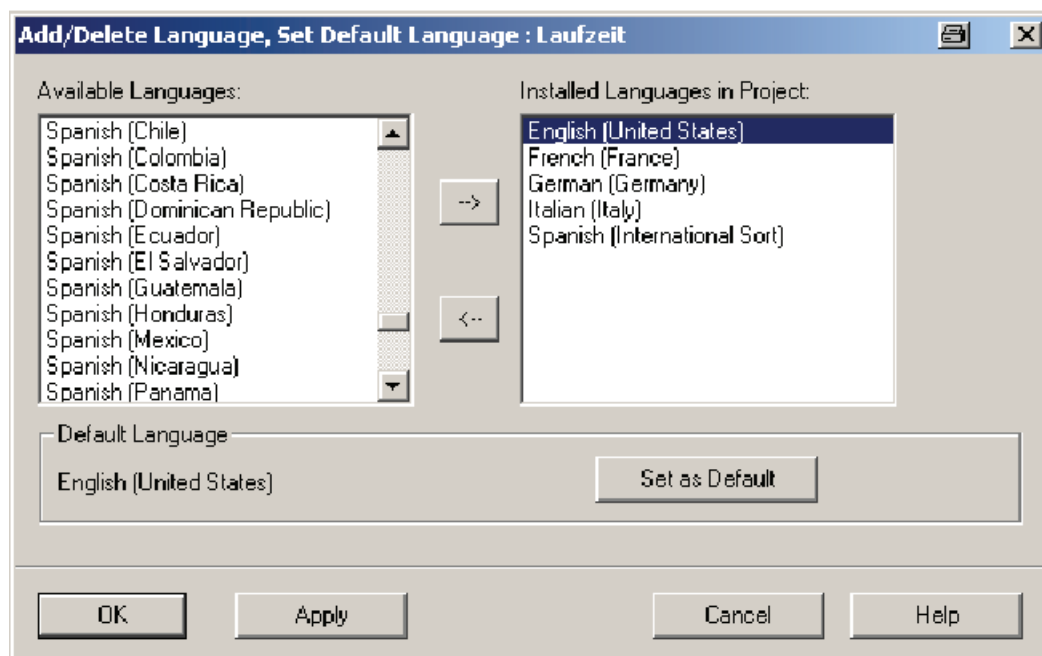 Add/Delete Language, Set Default Language : Laufzeit
Available Languages:
Spanish (Chile)
Spanish (Colombia)
Spanish (Costa Rica)
Spanish (Dominican Republic)
Spanish (Ecuador)
Spanish (El Salvador)
Spanish (Guatemala)
Spanish (Honduras)
Spanish (Mexico)
Spanish (Nicaragua)
Spanish (Panama)
-->
<--
Installed Languages in Project:
English (United States)
French (France)
German (Germany)
Italian (Italy)
Spanish (International Sort)
Default Language
English (United States)
Set as Default
OK
Apply
Cancel
Help